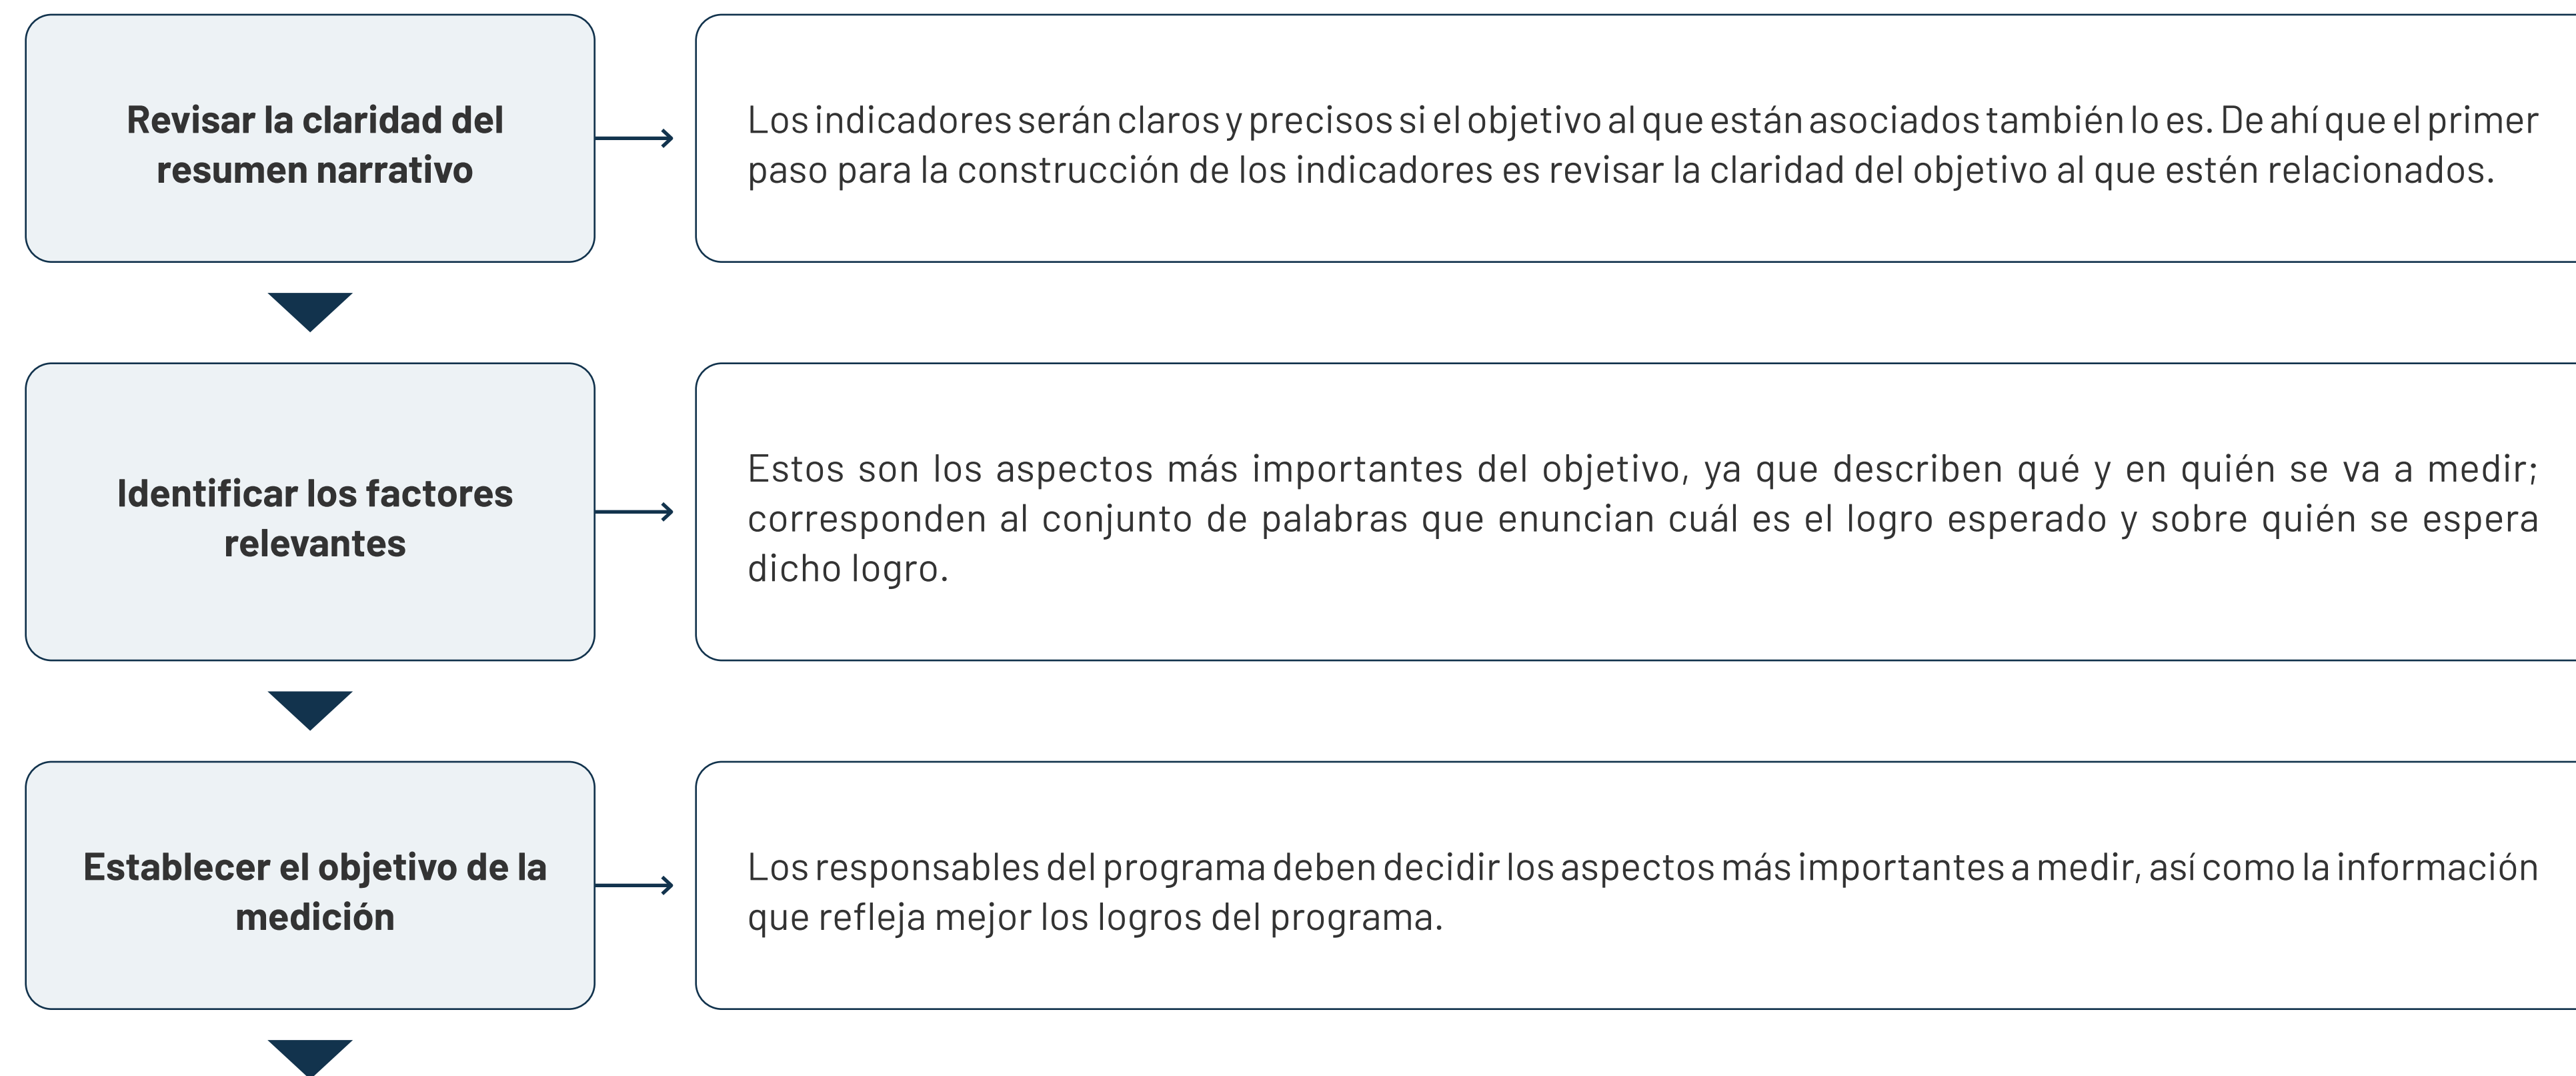 Revisar la claridad del
resumen narrativo
Los indicadores serán claros y precisos si el objetivo al que están asociados también lo es. De ahí que el primer
paso para la construcción de los indicadores es revisar la claridad del objetivo al que estén relacionados.
Identificar los factores
relevantes
Estos son los aspectos más importantes del objetivo, ya que describen qué y en quién se va a medir;
corresponden al conjunto de palabras que enuncian cuál es el logro esperado y sobre quién se espera
dicho logro.
Establecer el objetivo de la
medición
Los responsables del programa deben decidir los aspectos más importantes a medir, así como la información
que refleja mejor los logros del programa.